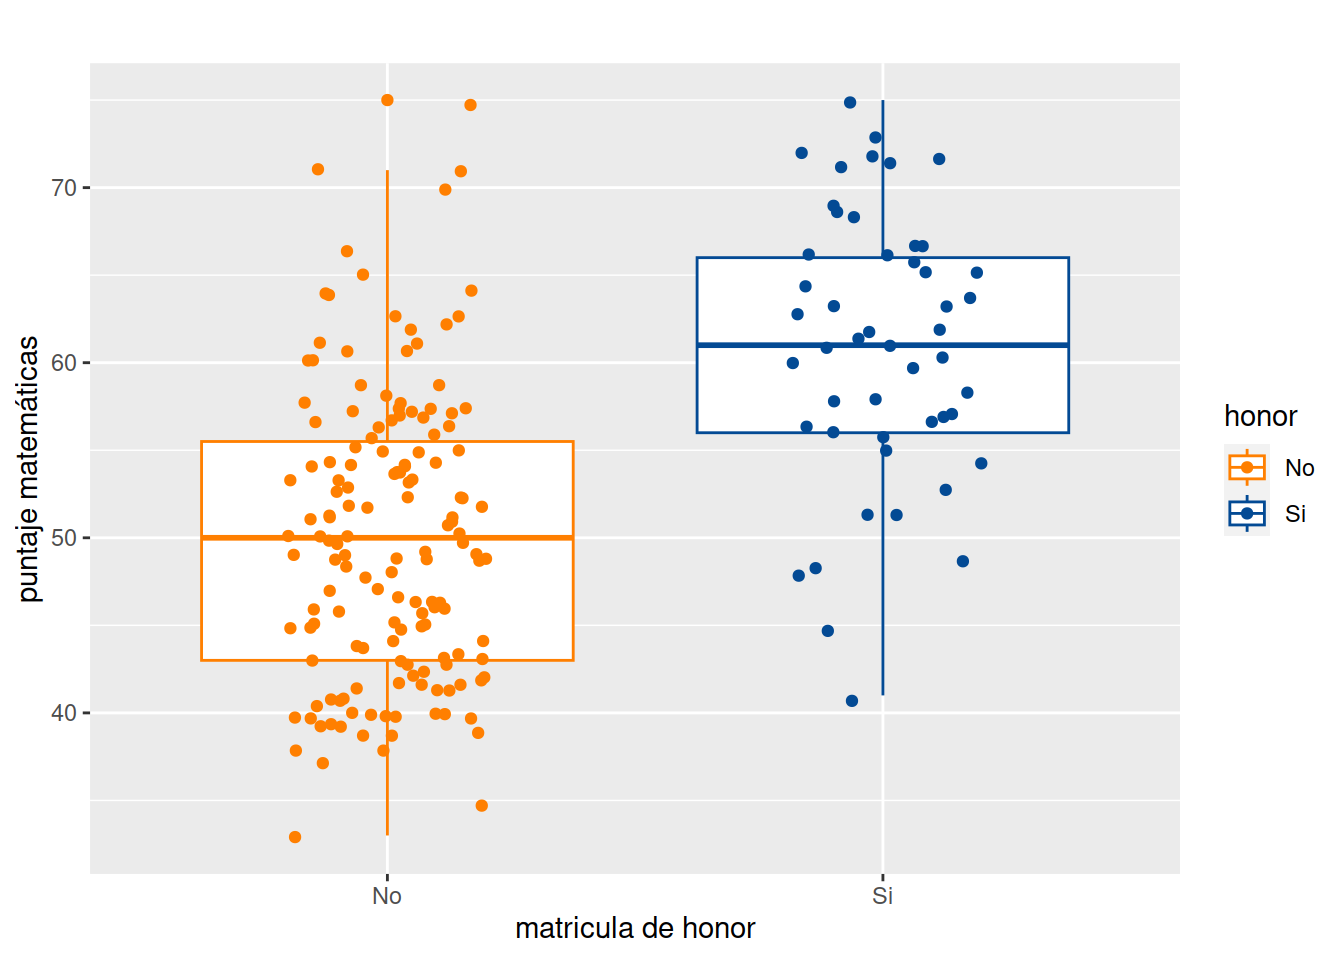 puntaje matemáticas
70
60
50
40
No
Si
matricula de honor
honor
No
Si